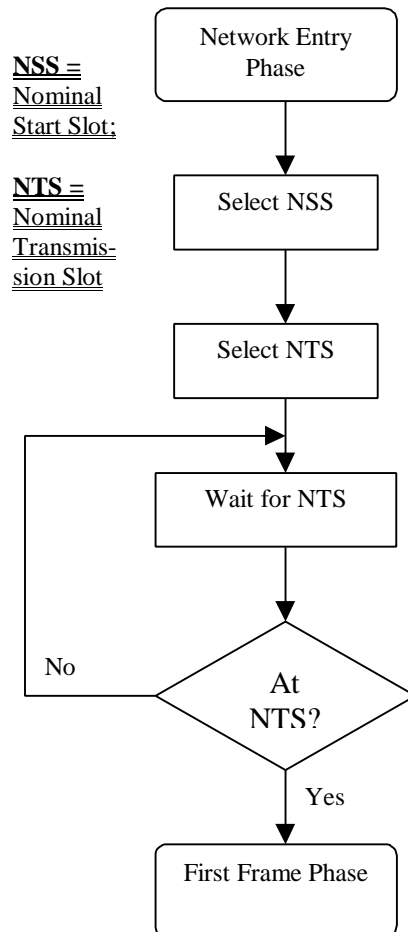 Network Entry
Phase
NSS =
Nominal
Start Slot;
NTS =
Nominal
Transmis-
sion Slot
Select NSS
Select NTS
Wait for NTS
No
At
NTS?
Yes
First Frame Phase